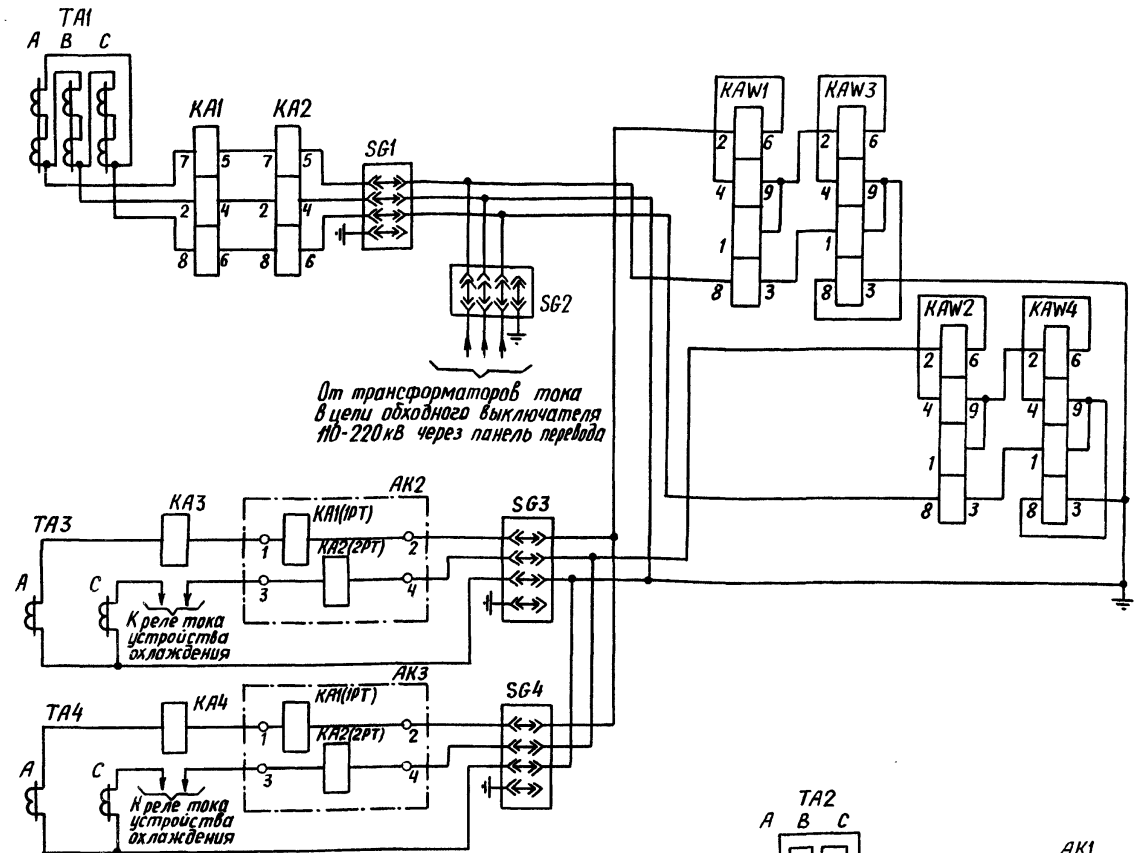 TA1
A B C
KA1 KA2
7 5 7 5
2 4 2 4
8 6 8 6
SG1
SG2
KAW1 KAW3
2 6 2 6
4 9 4 9
1 1
8 3 8 3
KAW2 KAW4
2 6 2 6
4 9 4 9
1 1
8 3 8 3
От трансформаторов тока
в цепи обходного выключателя
110-220кВ через панель перевода
TA3
A C
KA3
AK2
KA1(1PT)
1 2
KA2(2PT)
3 4
SG3
К реле тока
устройства
охлаждения
TA4
A C
KA4
AK3
KA1(1PT)
1 2
KA2(2PT)
3 4
SG4
К реле тока
устройства
охлаждения
TA2
A B C
AK1